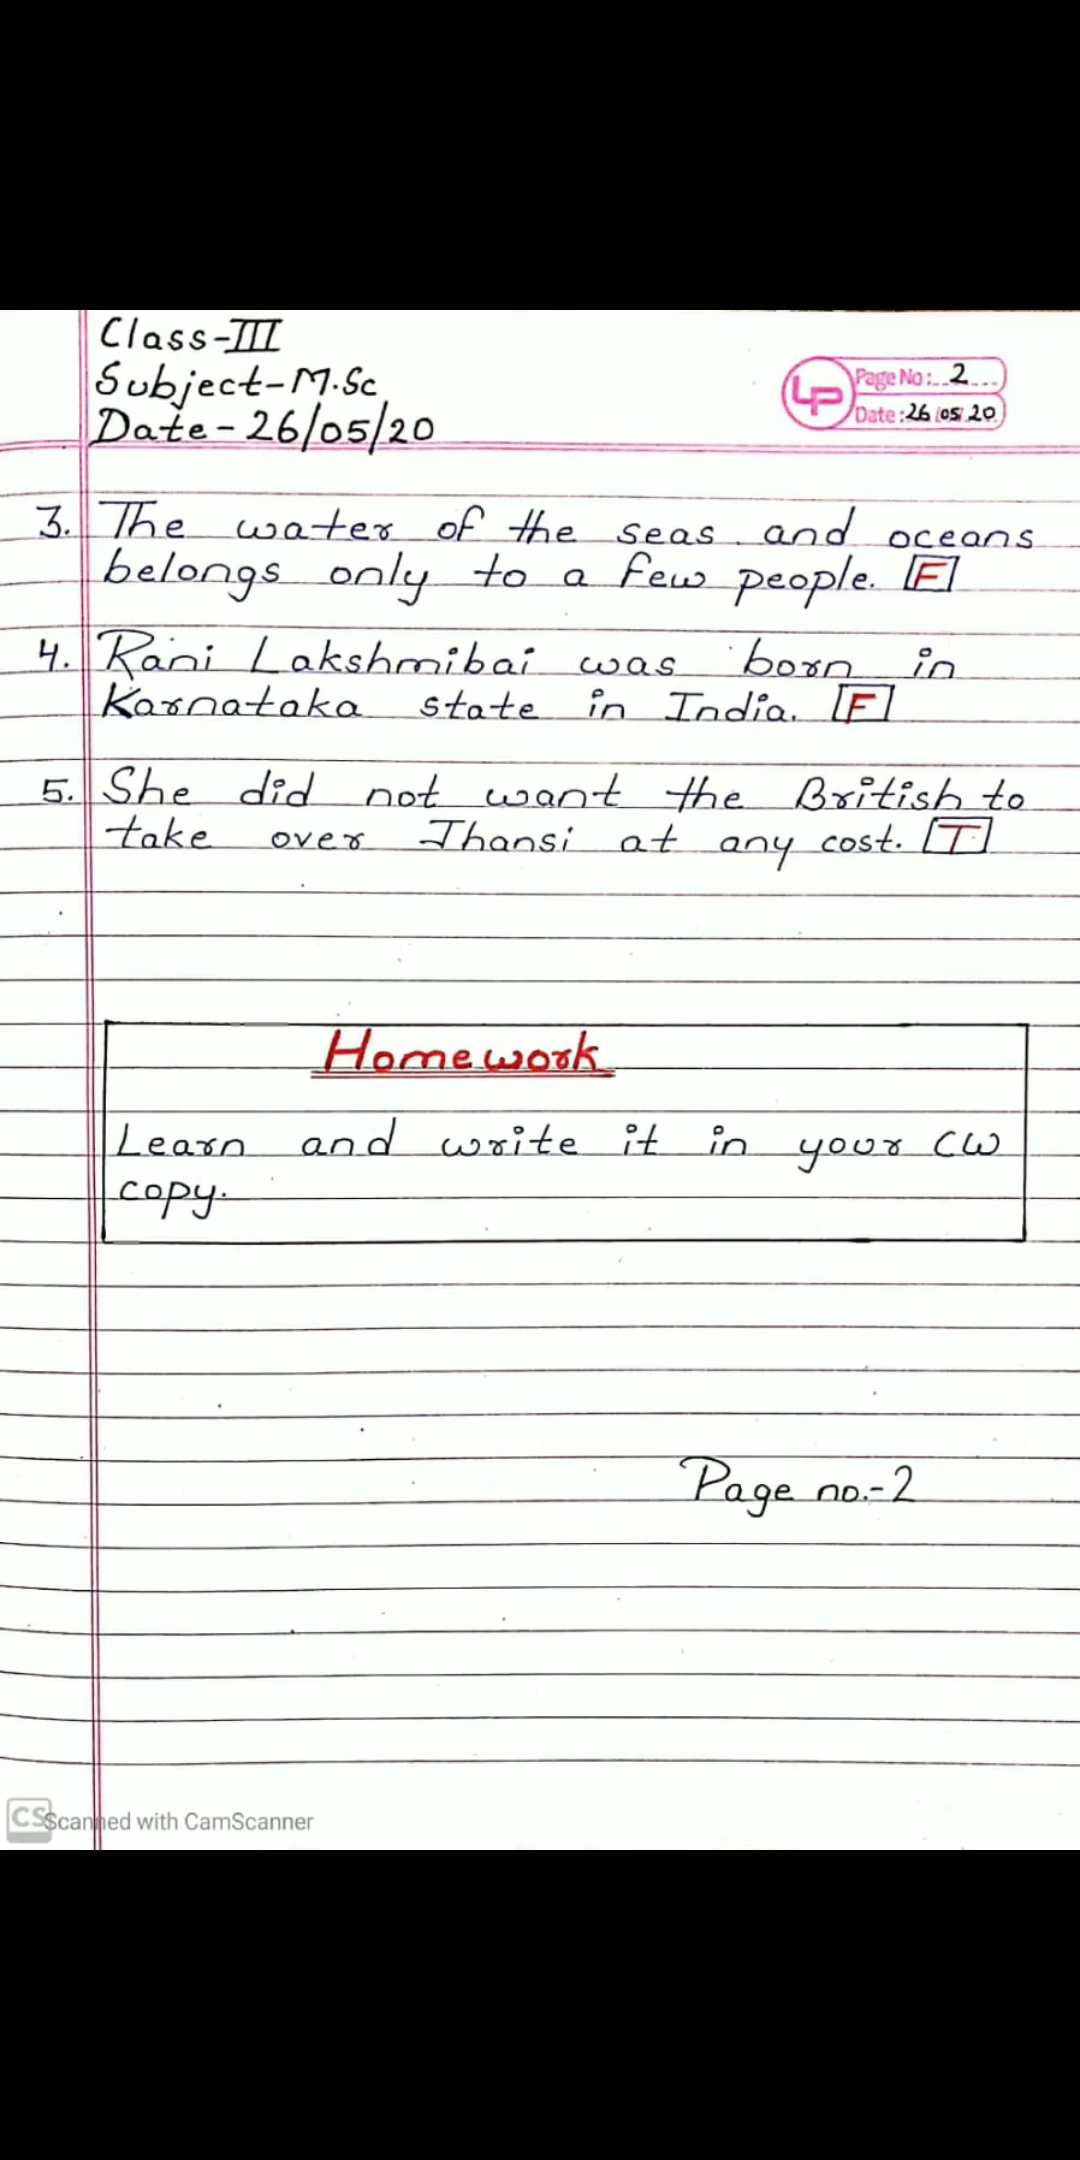 Class-III
Subject-M.Sc
Date-26/05/20
LP
Page No: 2
Date: 26/05/20
3. The water of the seas and oceans
belongs only to a few people. [F]
4. Rani Lakshmibai was born in
Karnataka state in India. [F]
5. She did not want the British to
take over Jhansi at any cost. [T]
Homework
Learn and write it in your CW
copy.
Page no.-2
CS Scanned with CamScanner